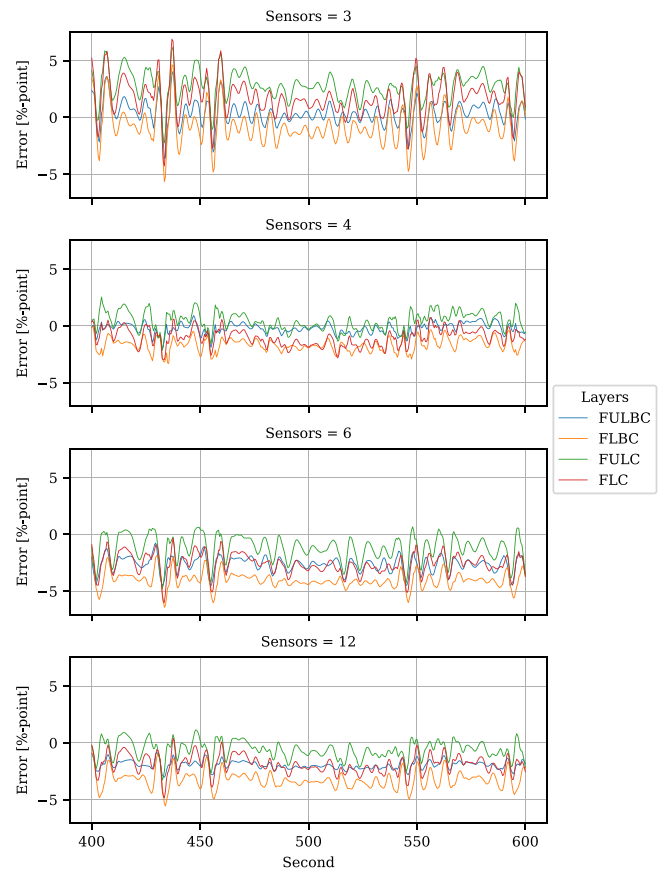 Sensors = 3
Error [%-point]
5
0
−5
Sensors = 4
Error [%-point]
5
0
−5
Layers
FULBC
FLBC
FULC
FLC
Sensors = 6
Error [%-point]
5
0
−5
Sensors = 12
Error [%-point]
5
0
−5
400
450
500
550
600
Second